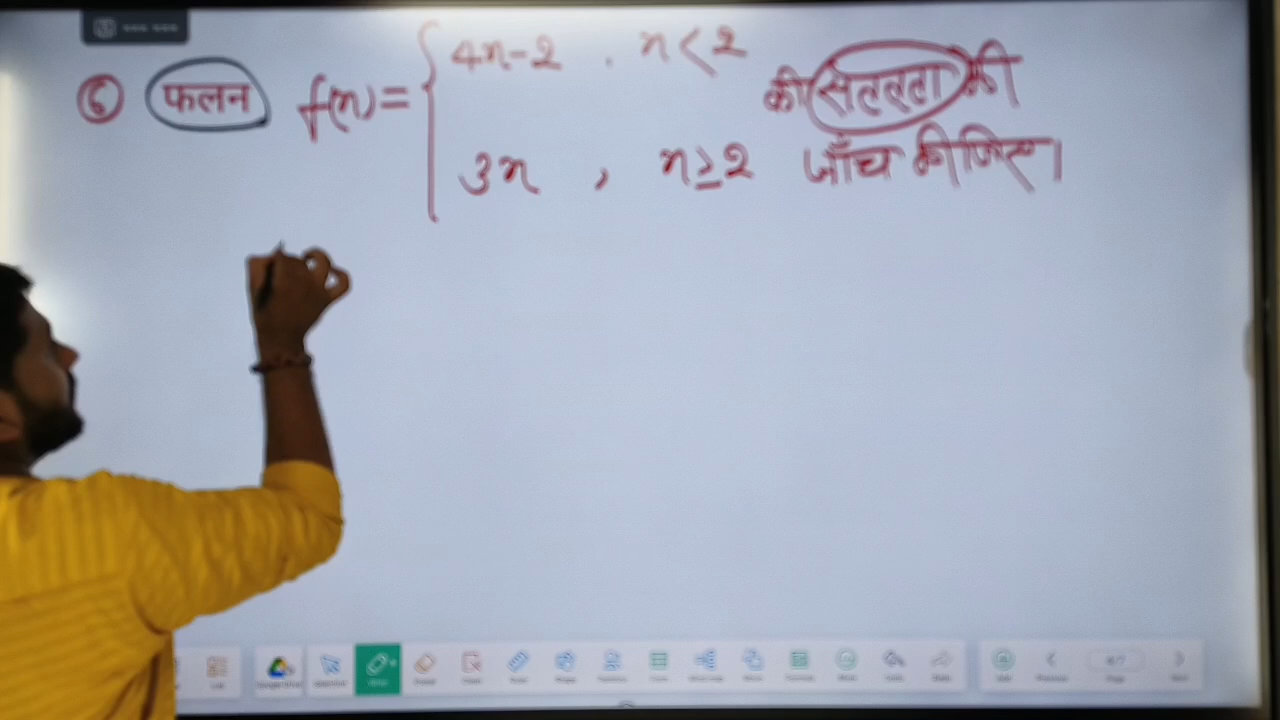 ⑥ फलन f(x) = { 4x-2 , x < 2 की सततता की
3x , x ≥ 2 जाँच कीजिए।